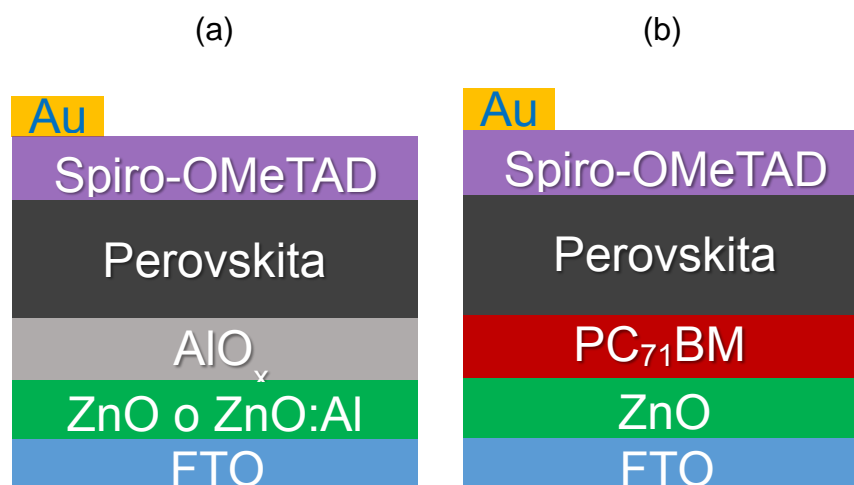 (a)
Au
Spiro-OMeTAD
Perovskita
AlOₓ
ZnO o ZnO:Al
FTO
(b)
Au
Spiro-OMeTAD
Perovskita
PC₇₁BM
ZnO
FTO